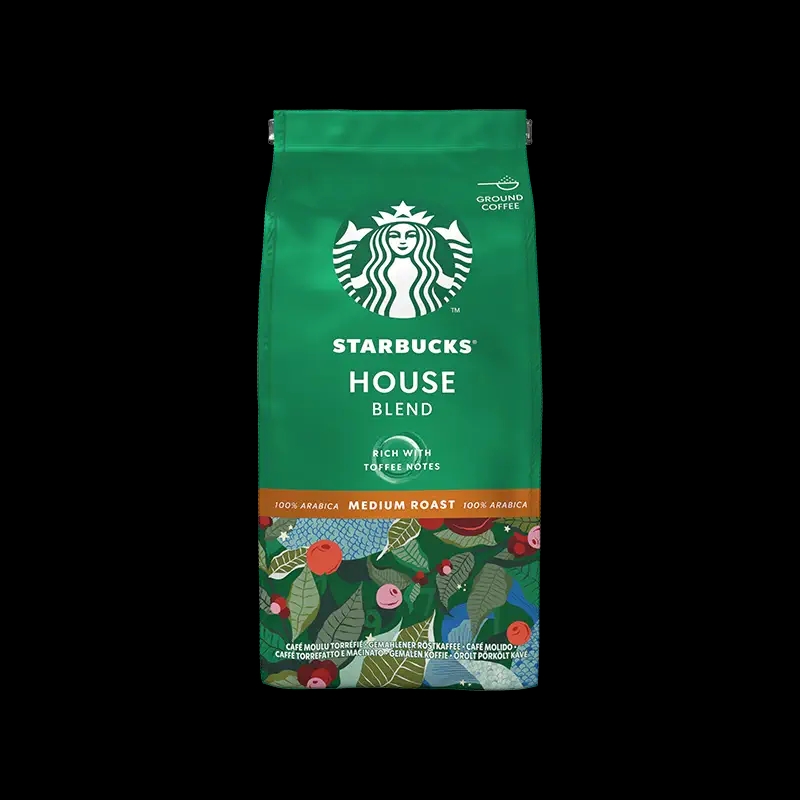 GROUND
COFFEE
TM
STARBUCKS®
HOUSE
BLEND
RICH WITH
TOFFEE NOTES
100% ARABICA MEDIUM ROAST 100% ARABICA
CAFÉ MOULU TORRÉFIÉ · GEMAHLENER RÖSTKAFFEE · CAFÉ MOLIDO ·
CAFFÈ TORREFATTO E MACINATO · GEMALEN KOFFIE · ŐRÖLT PÖRKÖLT KÁVÉ